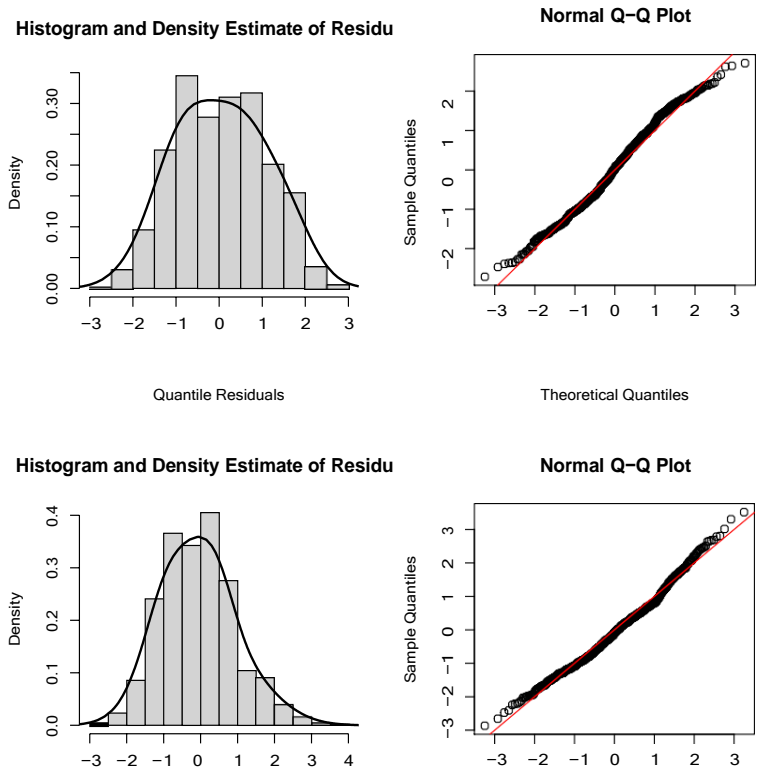 Histogram and Density Estimate of Residu
Density
0.00 0.10 0.20 0.30
−3 −2 −1 0 1 2 3
Quantile Residuals
Normal Q−Q Plot
Sample Quantiles
−2 −1 0 1 2
−3 −2 −1 0 1 2 3
Theoretical Quantiles
Histogram and Density Estimate of Residu
Density
0.0 0.1 0.2 0.3 0.4
−3 −2 −1 0 1 2 3 4
Normal Q−Q Plot
Sample Quantiles
−3 −2 −1 0 1 2 3
−3 −2 −1 0 1 2 3